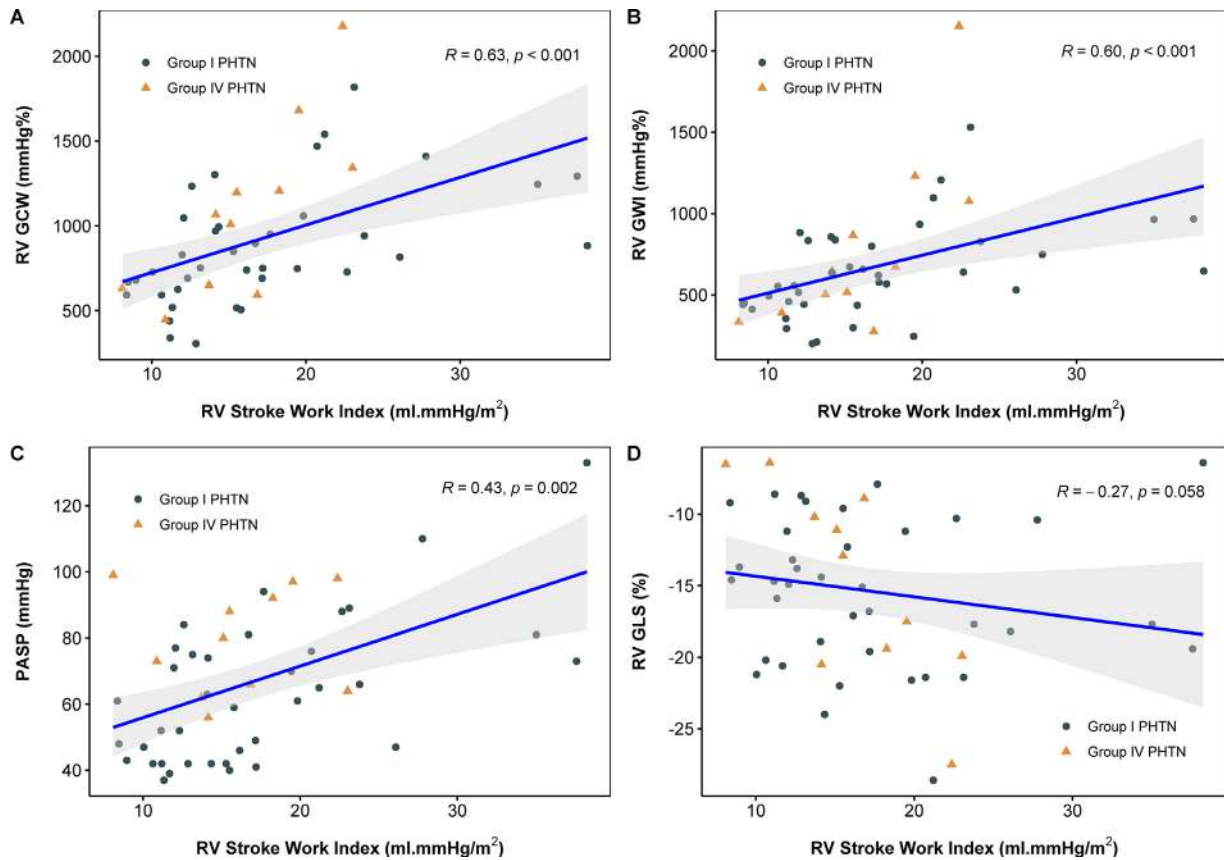 A
RV GCW (mmHg%)
2000
1500
1000
500
Group I PHTN
Group IV PHTN
R = 0.63, p < 0.001
10 20 30
RV Stroke Work Index (ml.mmHg/m²)
B
RV GWI (mmHg%)
2000
1500
1000
500
Group I PHTN
Group IV PHTN
R = 0.60, p < 0.001
10 20 30
RV Stroke Work Index (ml.mmHg/m²)
C
PASP (mmHg)
120
100
80
60
40
Group I PHTN
Group IV PHTN
R = 0.43, p = 0.002
10 20 30
RV Stroke Work Index (ml.mmHg/m²)
D
RV GLS (%)
-10
-15
-20
-25
R = − 0.27, p = 0.058
Group I PHTN
Group IV PHTN
10 20 30
RV Stroke Work Index (ml.mmHg/m²)